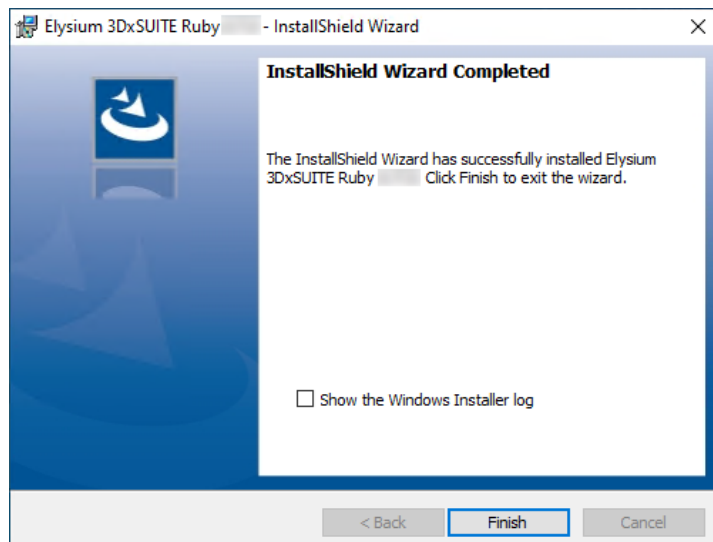 Elysium 3DxSUITE Ruby - InstallShield Wizard
InstallShield Wizard Completed
The InstallShield Wizard has successfully installed Elysium
3DxSUITE Ruby Click Finish to exit the wizard.
Show the Windows Installer log
< Back Finish Cancel